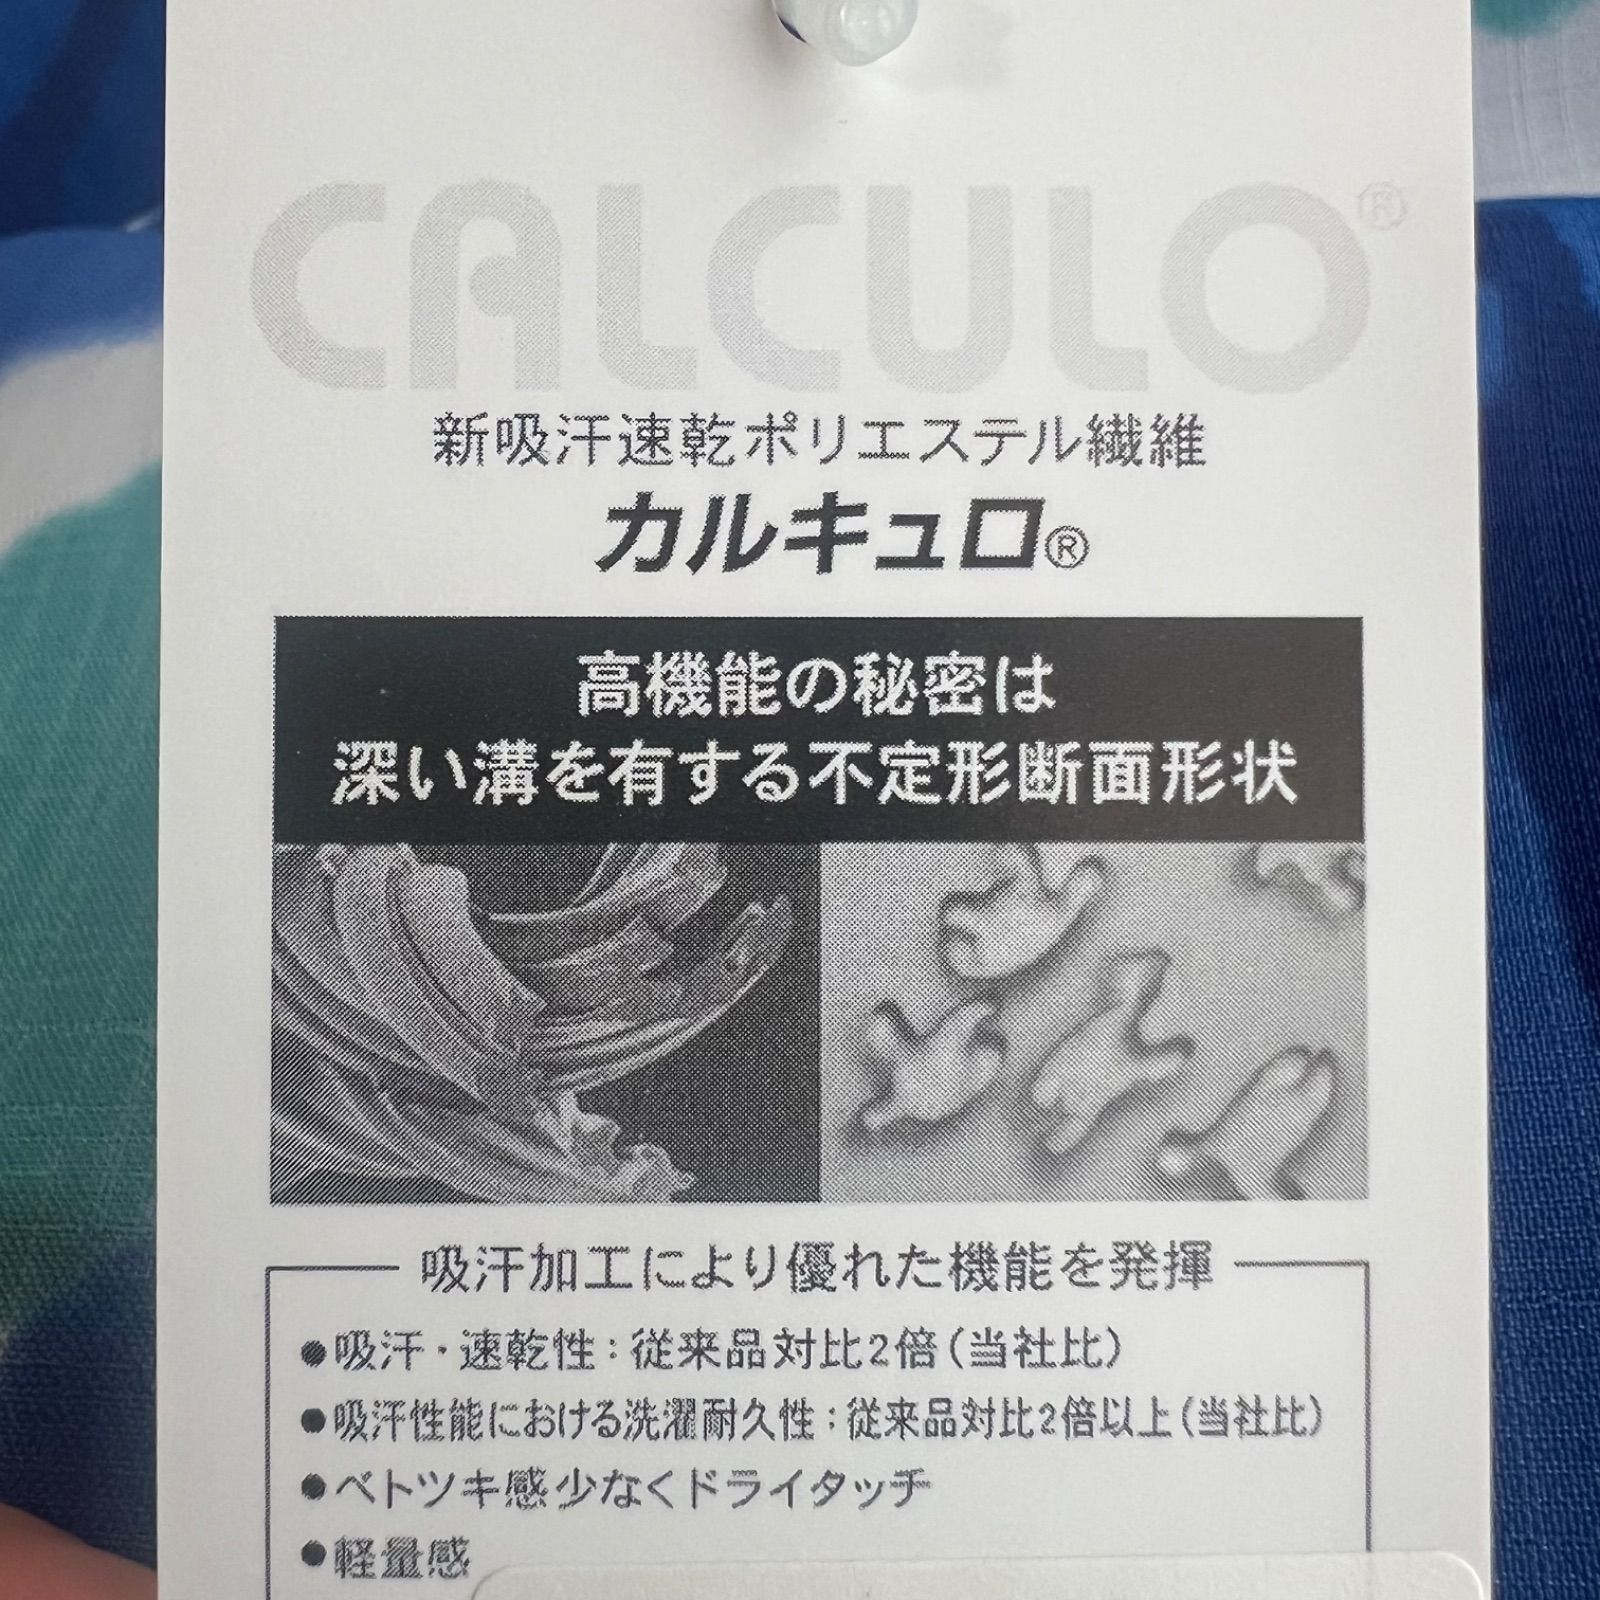 CALCULO®
新吸汗速乾ポリエステル繊維
カルキュロ®
高機能の秘密は
深い溝を有する不定形断面形状
吸汗加工により優れた機能を発揮
●吸汗・速乾性：従来品対比2倍（当社比）
●吸汗性能における洗濯耐久性：従来品対比2倍以上（当社比）
●ベトツキ感少なくドライタッチ
●軽量感